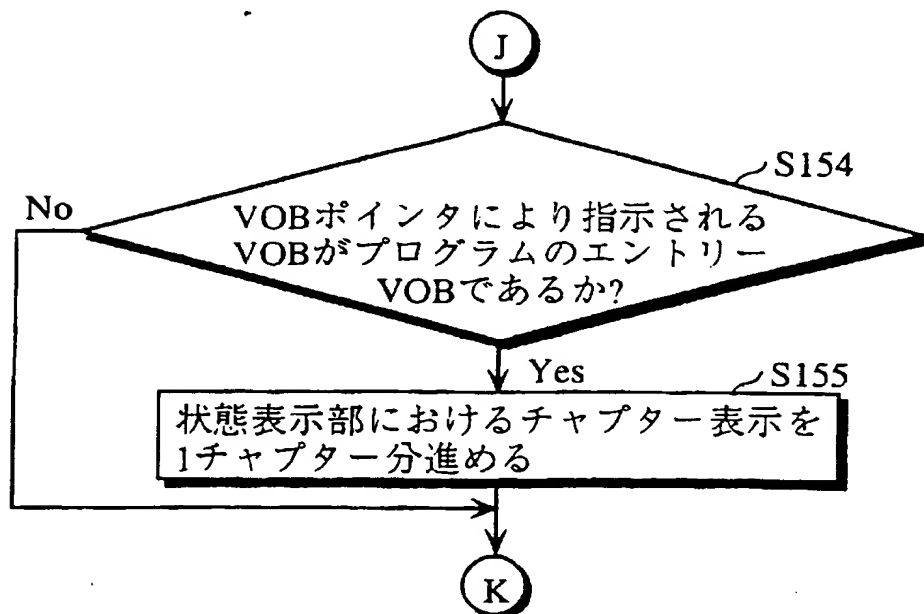 J
S154
No
VOBポインタにより指示される
VOBがプログラムのエントリー
VOBであるか?
Yes
S155
状態表示部におけるチャプター表示を
1チャプター分進める
K